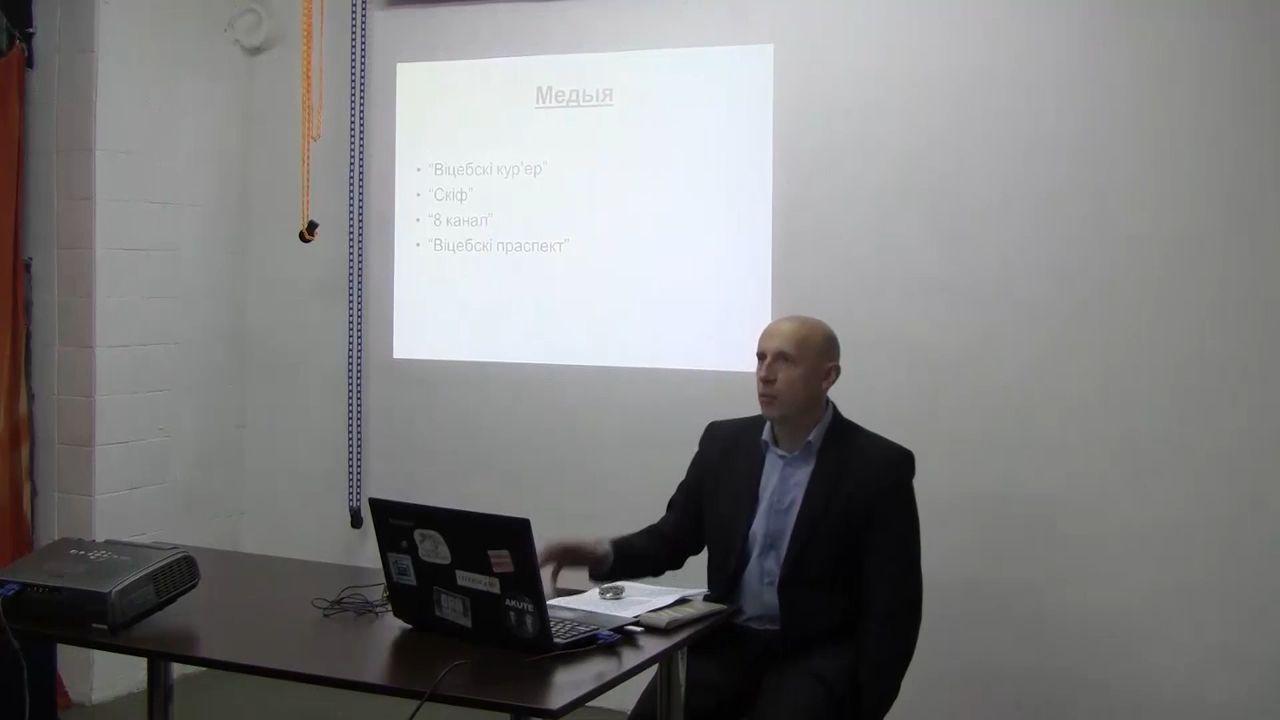 Медыя
• “Віцебскі кур’ер”
• “Скіф”
• “8 канал”
• “Віцебскі праспект”
AKUTE